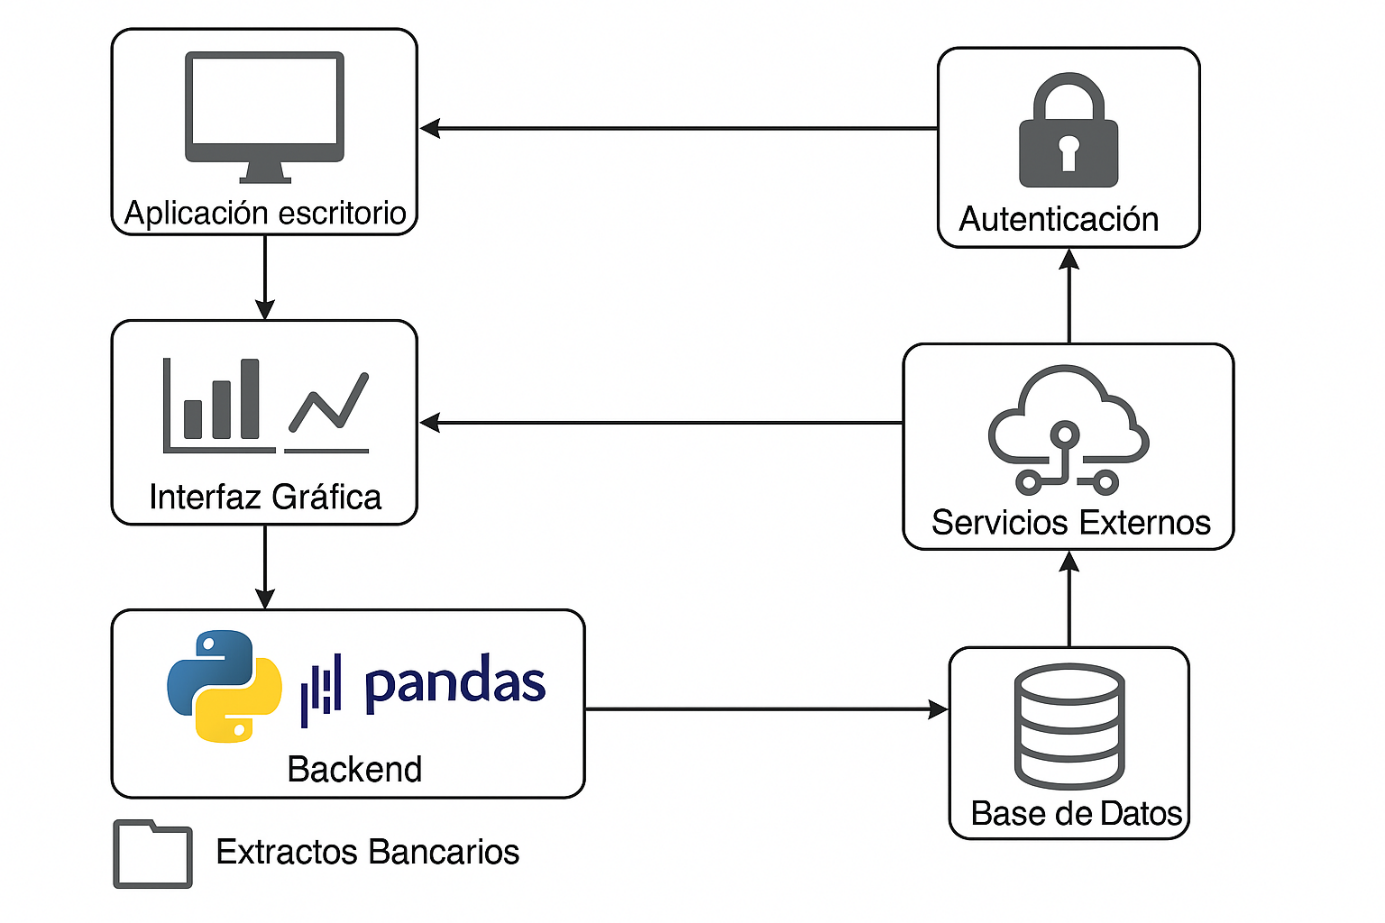 Aplicación escritorio
Autenticación
Interfaz Gráfica
Servicios Externos
pandas
Backend
Base de Datos
Extractos Bancarios